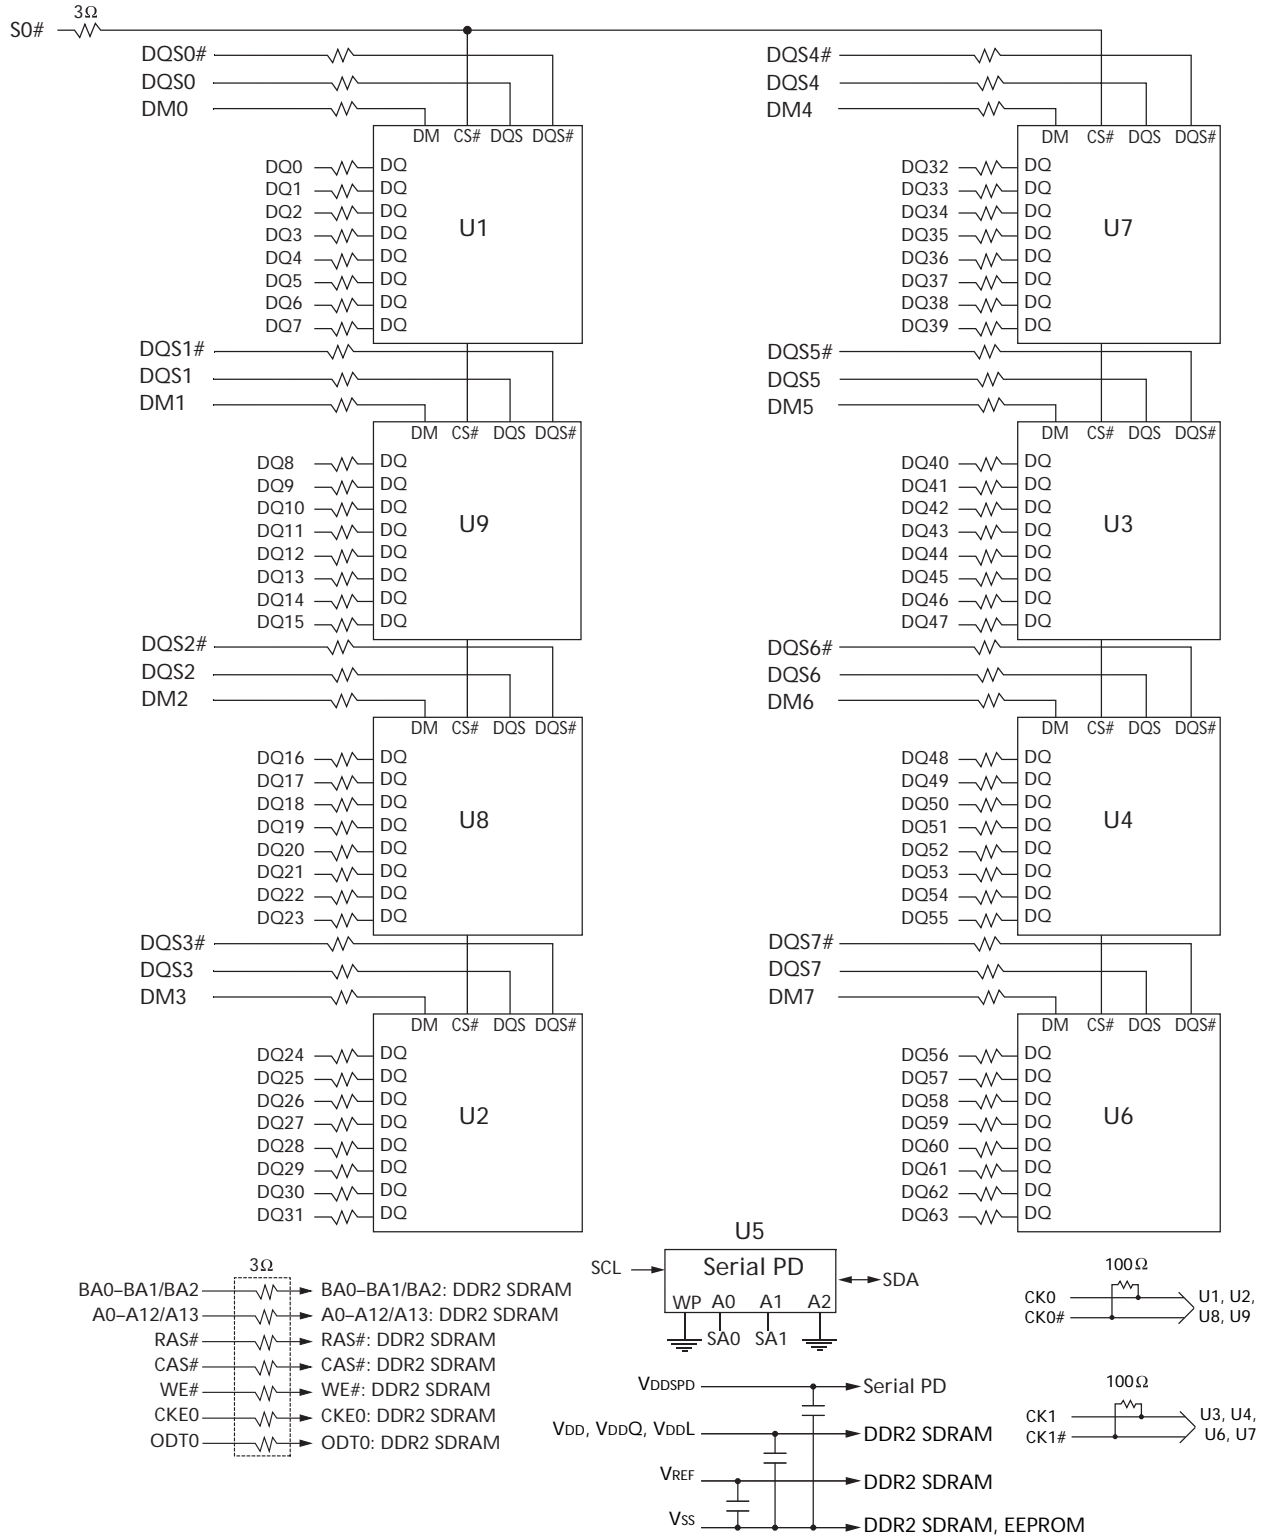 3Ω
S0#
DQS0#
DQS0
DM0
DM CS# DQS DQS#
DQ0 DQ
DQ1 DQ
DQ2 DQ
DQ3 DQ
DQ4 DQ
DQ5 DQ
DQ6 DQ
DQ7 DQ
U1
DQS1#
DQS1
DM1
DM CS# DQS DQS#
DQ8 DQ
DQ9 DQ
DQ10 DQ
DQ11 DQ
DQ12 DQ
DQ13 DQ
DQ14 DQ
DQ15 DQ
U9
DQS2#
DQS2
DM2
DM CS# DQS DQS#
DQ16 DQ
DQ17 DQ
DQ18 DQ
DQ19 DQ
DQ20 DQ
DQ21 DQ
DQ22 DQ
DQ23 DQ
U8
DQS3#
DQS3
DM3
DM CS# DQS DQS#
DQ24 DQ
DQ25 DQ
DQ26 DQ
DQ27 DQ
DQ28 DQ
DQ29 DQ
DQ30 DQ
DQ31 DQ
U2
DQS4#
DQS4
DM4
DM CS# DQS DQS#
DQ32 DQ
DQ33 DQ
DQ34 DQ
DQ35 DQ
DQ36 DQ
DQ37 DQ
DQ38 DQ
DQ39 DQ
U7
DQS5#
DQS5
DM5
DM CS# DQS DQS#
DQ40 DQ
DQ41 DQ
DQ42 DQ
DQ43 DQ
DQ44 DQ
DQ45 DQ
DQ46 DQ
DQ47 DQ
U3
DQS6#
DQS6
DM6
DM CS# DQS DQS#
DQ48 DQ
DQ49 DQ
DQ50 DQ
DQ51 DQ
DQ52 DQ
DQ53 DQ
DQ54 DQ
DQ55 DQ
U4
DQS7#
DQS7
DM7
DM CS# DQS DQS#
DQ56 DQ
DQ57 DQ
DQ58 DQ
DQ59 DQ
DQ60 DQ
DQ61 DQ
DQ62 DQ
DQ63 DQ
U6
3Ω
BA0–BA1/BA2 BA0–BA1/BA2: DDR2 SDRAM
A0–A12/A13 A0–A12/A13: DDR2 SDRAM
RAS# RAS#: DDR2 SDRAM
CAS# CAS#: DDR2 SDRAM
WE# WE#: DDR2 SDRAM
CKE0 CKE0: DDR2 SDRAM
ODT0 ODT0: DDR2 SDRAM
U5
SCL Serial PD SDA
WP A0 A1 A2
SA0 SA1
VDDSPD Serial PD
VDD, VDDQ, VDDL DDR2 SDRAM
VREF DDR2 SDRAM
VSS DDR2 SDRAM, EEPROM
100Ω
CK0 U1, U2,
CK0# U8, U9
100Ω
CK1 U3, U4,
CK1# U6, U7